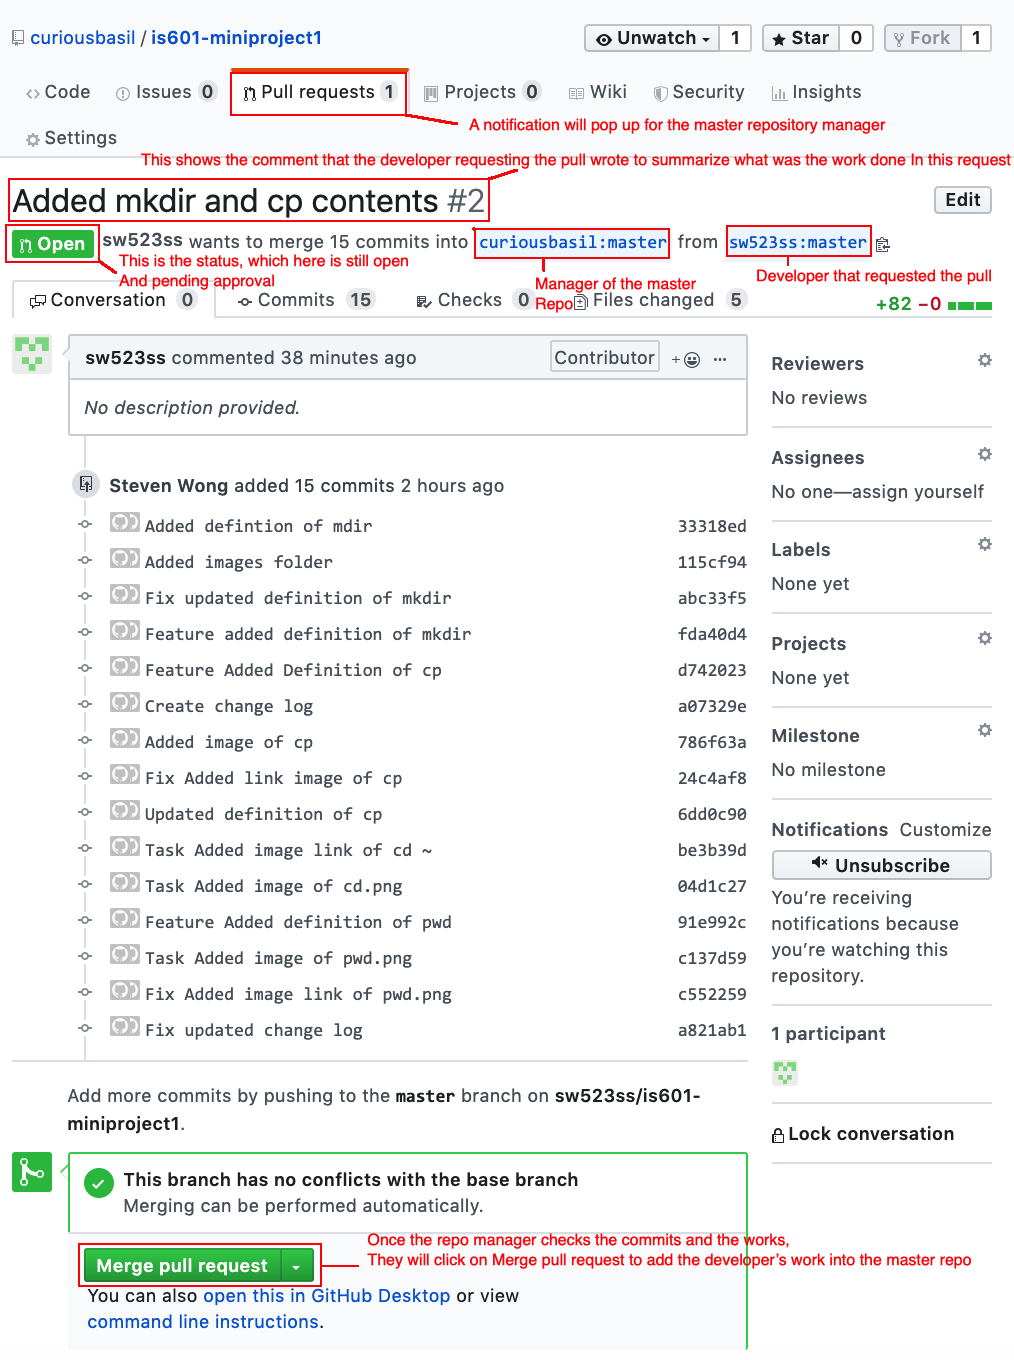 curiousbasil / is601-miniproject1
Unwatch 1 Star 0 Fork 1
Code Issues 0 Pull requests 1 Projects 0 Wiki Security Insights
A notification will pop up for the master repository manager
Settings
This shows the comment that the developer requesting the pull wrote to summarize what was the work done In this request
Added mkdir and cp contents #2
Edit
Open sw523ss wants to merge 15 commits into curiousbasil:master from sw523ss:master
This is the status, which here is still open
And pending approval
Manager of the master
Repo
Developer that requested the pull
Conversation 0 Commits 15 Checks 0 Files changed 5
+82 −0
sw523ss commented 38 minutes ago Contributor
No description provided.
Steven Wong added 15 commits 2 hours ago
Added defintion of mdir 33318ed
Added images folder 115cf94
Fix updated definition of mkdir abc33f5
Feature added definition of mkdir fda40d4
Feature Added Definition of cp d742023
Create change log a07329e
Added image of cp 786f63a
Fix Added link image of cp 24c4af8
Updated definition of cp 6dd0c90
Task Added image link of cd ~ be3b39d
Task Added image of cd.png 04d1c27
Feature Added definition of pwd 91e992c
Task Added image of pwd.png c137d59
Fix Added image link of pwd.png c552259
Fix updated change log a821ab1
Add more commits by pushing to the master branch on sw523ss/is601-
miniproject1.
This branch has no conflicts with the base branch
Merging can be performed automatically.
Once the repo manager checks the commits and the works,
They will click on Merge pull request to add the developer's work into the master repo
Merge pull request
You can also open this in GitHub Desktop or view
command line instructions.
Reviewers
No reviews
Assignees
No one—assign yourself
Labels
None yet
Projects
None yet
Milestone
No milestone
Notifications Customize
Unsubscribe
You're receiving
notifications because
you're watching this
repository.
1 participant
Lock conversation